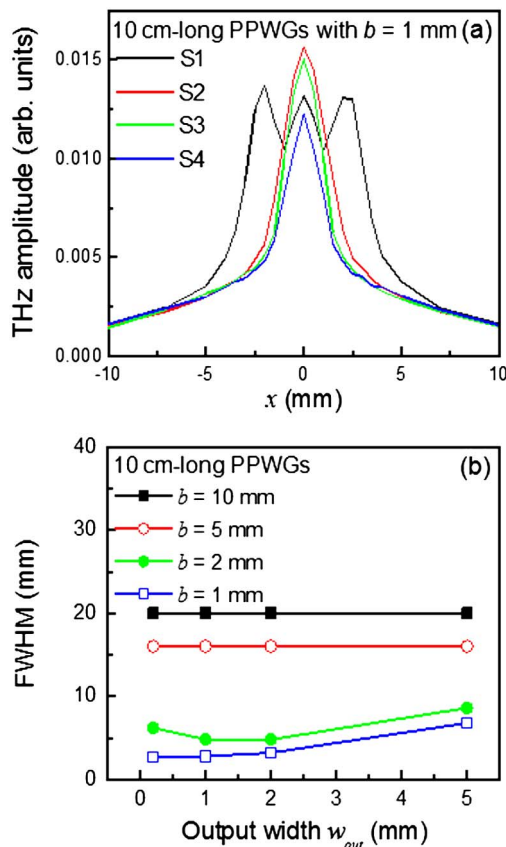 10 cm-long PPWGs with b = 1 mm (a)
S1
S2
S3
S4
THz amplitude (arb. units)
0.015
0.010
0.005
0.000
-10 -5 0 5 10
x (mm)
10 cm-long PPWGs (b)
b = 10 mm
b = 5 mm
b = 2 mm
b = 1 mm
FWHM (mm)
40
30
20
10
0
0 1 2 3 4 5
Output width w_out (mm)